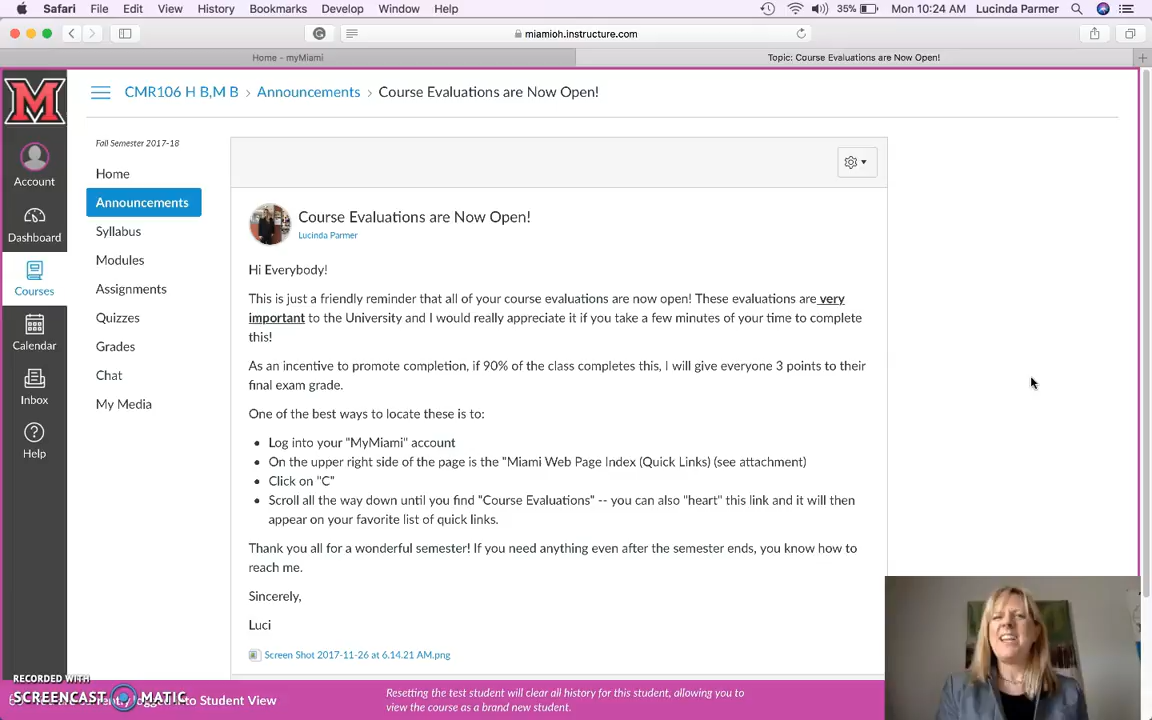 Safari File Edit View History Bookmarks Develop Window Help 35% Mon 10:24 AM Lucinda Parmer
miamioh.instructure.com
Home – myMiami
Topic: Course Evaluations are Now Open!
CMR106 H B,M B > Announcements > Course Evaluations are Now Open!
M
Account
Dashboard
Courses
Calendar
Inbox
Help
Fall Semester 2017-18
Home
Announcements
Syllabus
Modules
Assignments
Quizzes
Grades
Chat
My Media
Course Evaluations are Now Open!
Lucinda Parmer
Hi Everybody!
This is just a friendly reminder that all of your course evaluations are now open! These evaluations are very
important to the University and I would really appreciate it if you take a few minutes of your time to complete
this!
As an incentive to promote completion, if 90% of the class completes this, I will give everyone 3 points to their
final exam grade.
One of the best ways to locate these is to:
• Log into your "MyMiami" account
• On the upper right side of the page is the "Miami Web Page Index (Quick Links) (see attachment)
• Click on "C"
• Scroll all the way down until you find "Course Evaluations" -- you can also "heart" this link and it will then
appear on your favorite list of quick links.
Thank you all for a wonderful semester! If you need anything even after the semester ends, you know how to
reach me.
Sincerely,
Luci
Screen Shot 2017-11-26 at 6.14.21 AM.png
RECORDED WITH
SCREENCAST MATIC
to Student View
Resetting the test student will clear all history for this student, allowing you to
view the course as a brand new student.